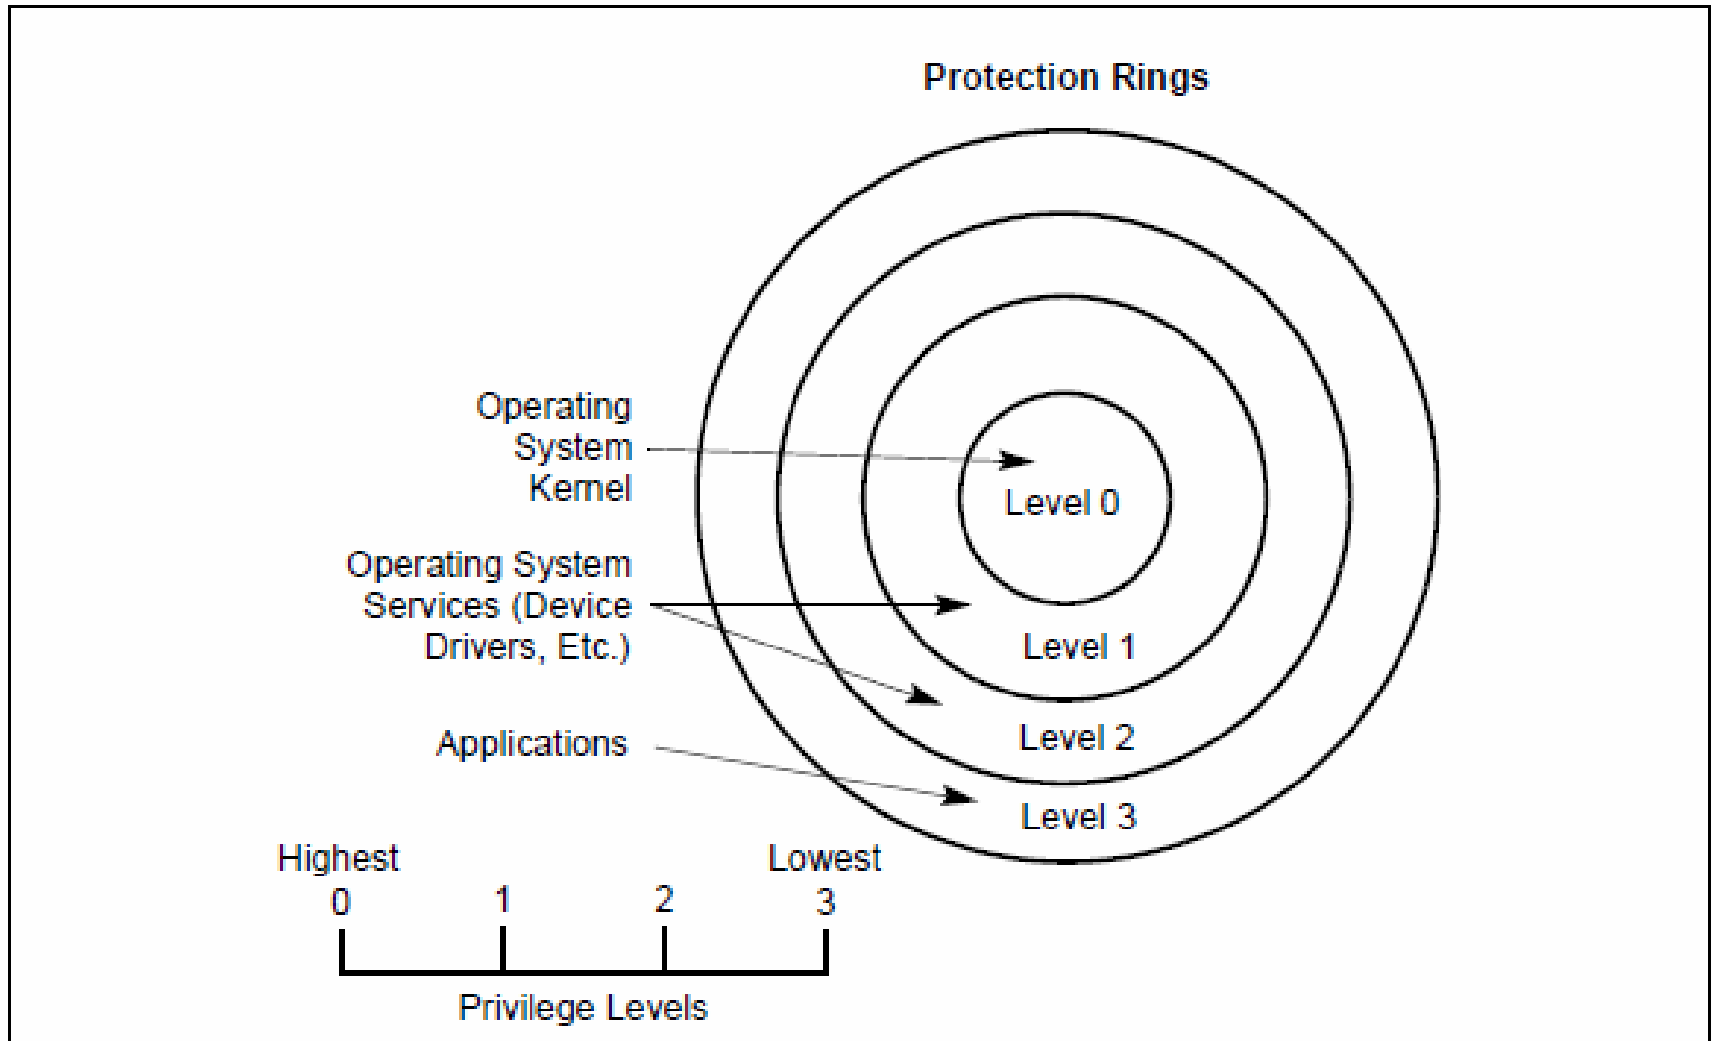 Protection Rings
Operating
System
Kernel
Level 0
Operating System
Services (Device
Drivers, Etc.)
Level 1
Level 2
Applications
Level 3
Highest
Lowest
0
1
2
3
Privilege Levels